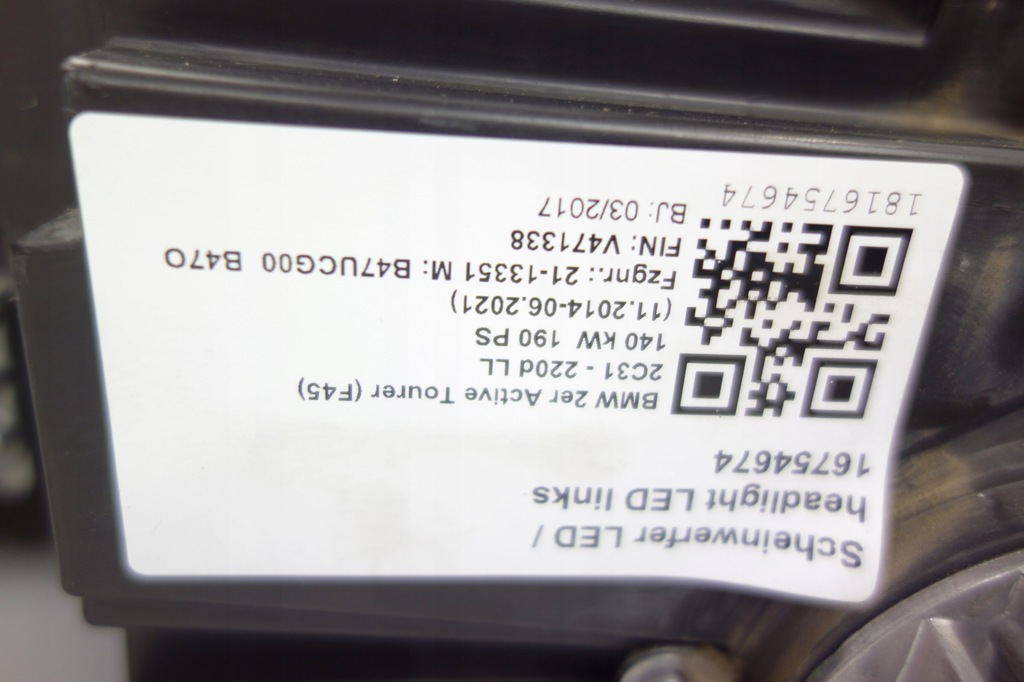 Scheinwerfer LED /
headlight LED links
16754674
BMW 2er Active Tourer (F45)
2C31 - 220d LL
140 kW 190 PS
(11.2014-06.2021)
Fzgnr.: 21-13351 M: B47UCG00 B47O
FIN: V471338
BJ: 03/2017
1816754674